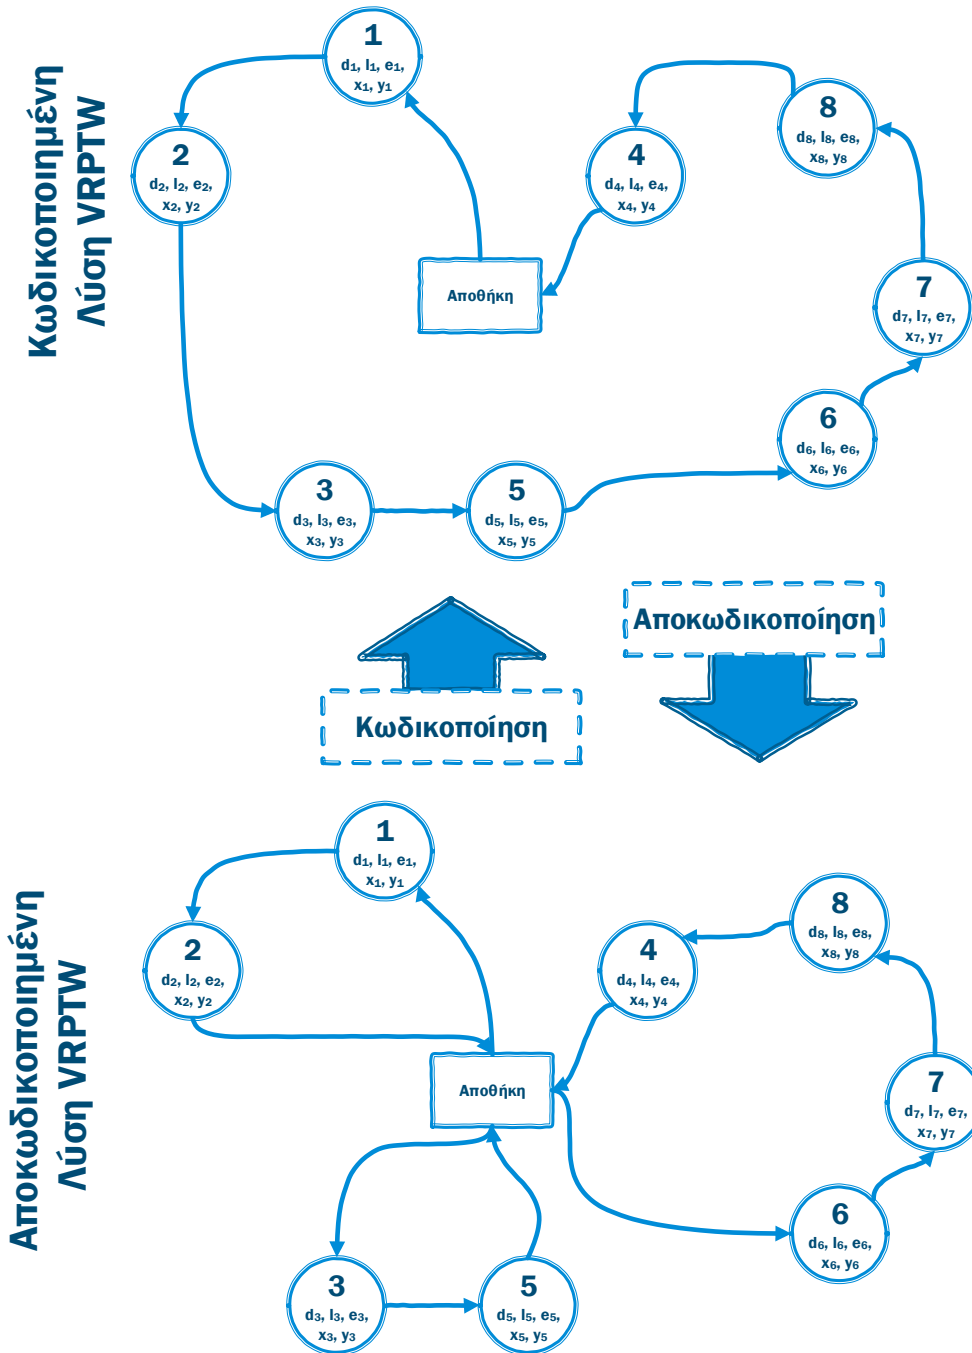 Κωδικοποιημένη
Λύση VRPTW
1
d₁, l₁, e₁,
x₁, y₁
2
d₂, l₂, e₂,
x₂, y₂
4
d₄, l₄, e₄,
x₄, y₄
8
d₈, l₈, e₈,
x₈, y₈
Αποθήκη
7
d₇, l₇, e₇,
x₇, y₇
6
d₆, l₆, e₆,
x₆, y₆
3
d₃, l₃, e₃,
x₃, y₃
5
d₅, l₅, e₅,
x₅, y₅
Αποκωδικοποίηση
Κωδικοποίηση
Αποκωδικοποιημένη
Λύση VRPTW
1
d₁, l₁, e₁,
x₁, y₁
2
d₂, l₂, e₂,
x₂, y₂
4
d₄, l₄, e₄,
x₄, y₄
8
d₈, l₈, e₈,
x₈, y₈
Αποθήκη
7
d₇, l₇, e₇,
x₇, y₇
6
d₆, l₆, e₆,
x₆, y₆
3
d₃, l₃, e₃,
x₃, y₃
5
d₅, l₅, e₅,
x₅, y₅